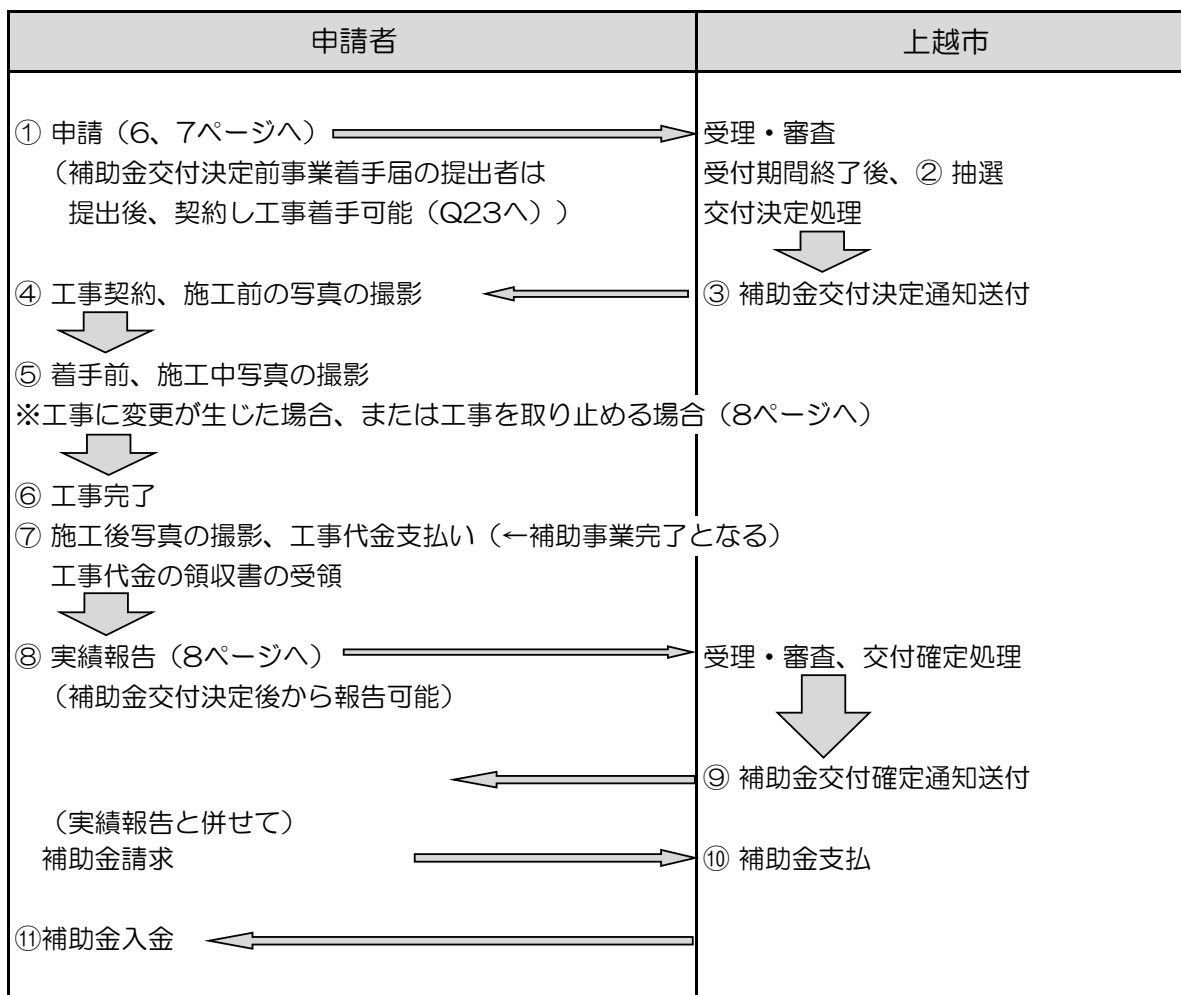 申請者 上越市
① 申請(6、7ページへ) 受理・審査
(補助金交付決定前事業着手届の提出者は 受付期間終了後、② 抽選
提出後、契約し工事着手可能(Q23へ)) 交付決定処理
④ 工事契約、施工前の写真の撮影 ③ 補助金交付決定通知送付
⑤ 着手前、施工中写真の撮影
※工事に変更が生じた場合、または工事を取り止める場合(8ページへ)
⑥ 工事完了
⑦ 施工後写真の撮影、工事代金支払い(←補助事業完了となる)
工事代金の領収書の受領
⑧ 実績報告(8ページへ) 受理・審査、交付確定処理
(補助金交付決定後から報告可能)
⑨ 補助金交付確定通知送付
(実績報告と併せて)
補助金請求 ⑩ 補助金支払
⑪補助金入金